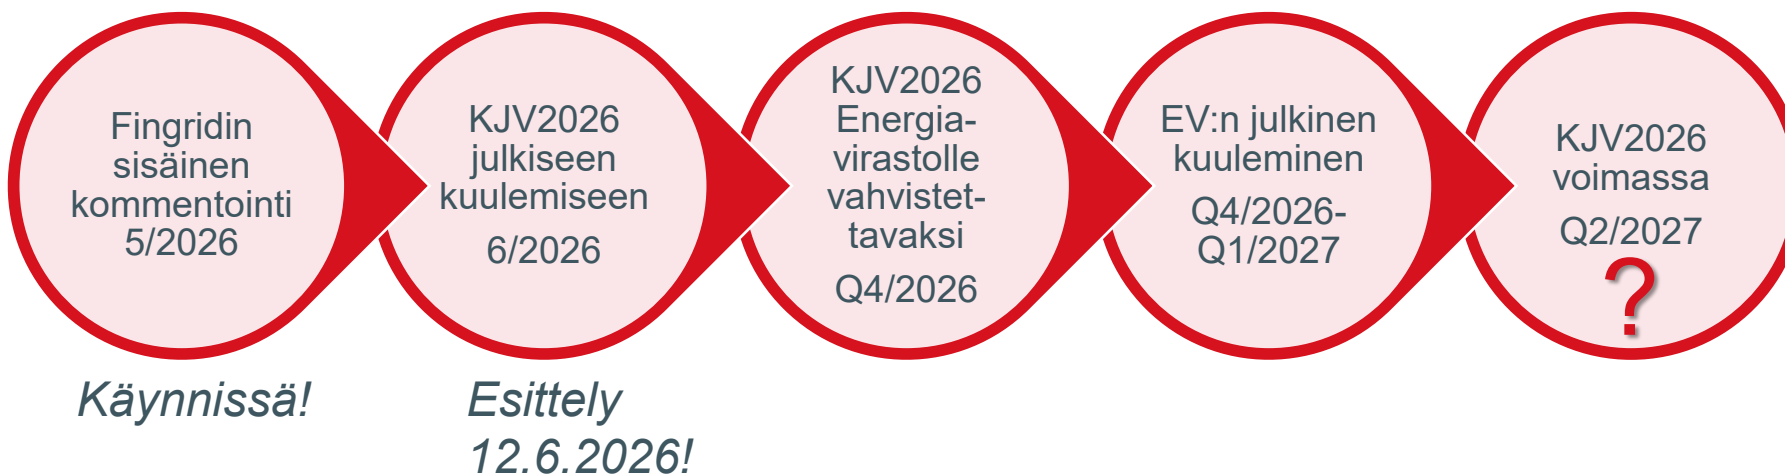 Fingridin
sisäinen
kommentointi
5/2026
KJV2026
julkiseen
kuulemiseen
6/2026
KJV2026
Energia-
virastolle
vahvistet-
tavaksi
Q4/2026
EV:n julkinen
kuuleminen
Q4/2026-
Q1/2027
KJV2026
voimassa
Q2/2027
?
Käynnissä!
Esittely
12.6.2026!